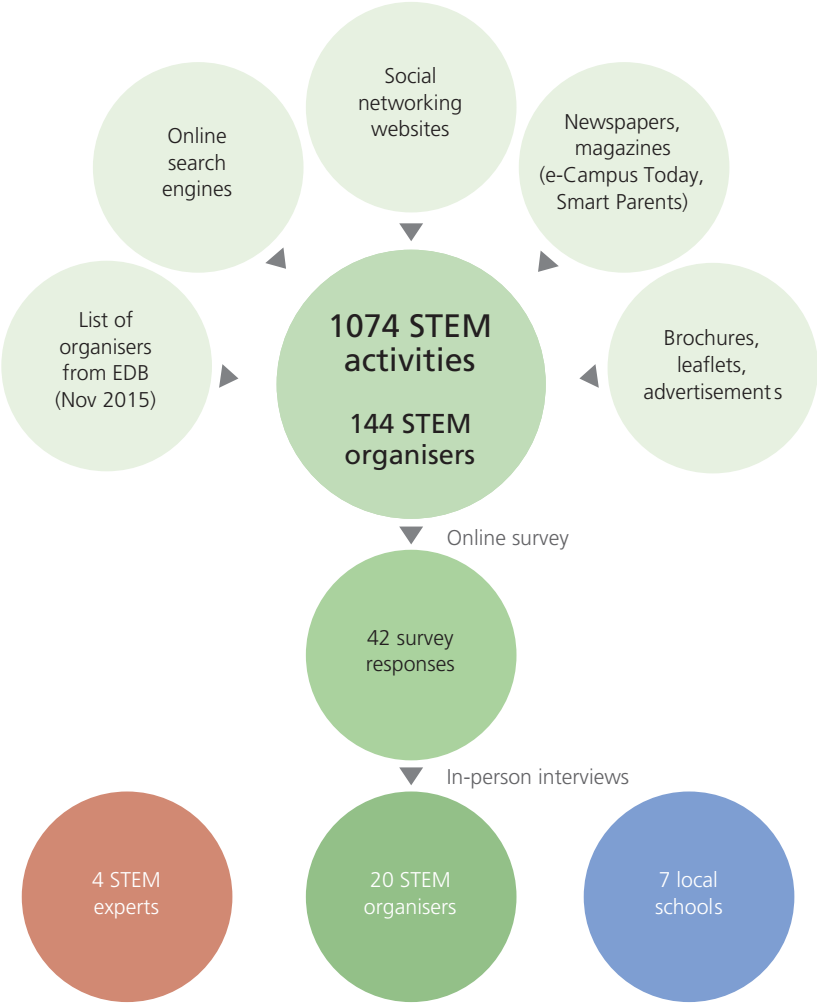 Social
networking
websites
Online
search
engines
Newspapers,
magazines
(e-Campus Today,
Smart Parents)
List of
organisers
from EDB
(Nov 2015)
Brochures,
leaflets,
advertisements
1074 STEM
activities
144 STEM
organisers
Online survey
42 survey
responses
In-person interviews
4 STEM
experts
20 STEM
organisers
7 local
schools